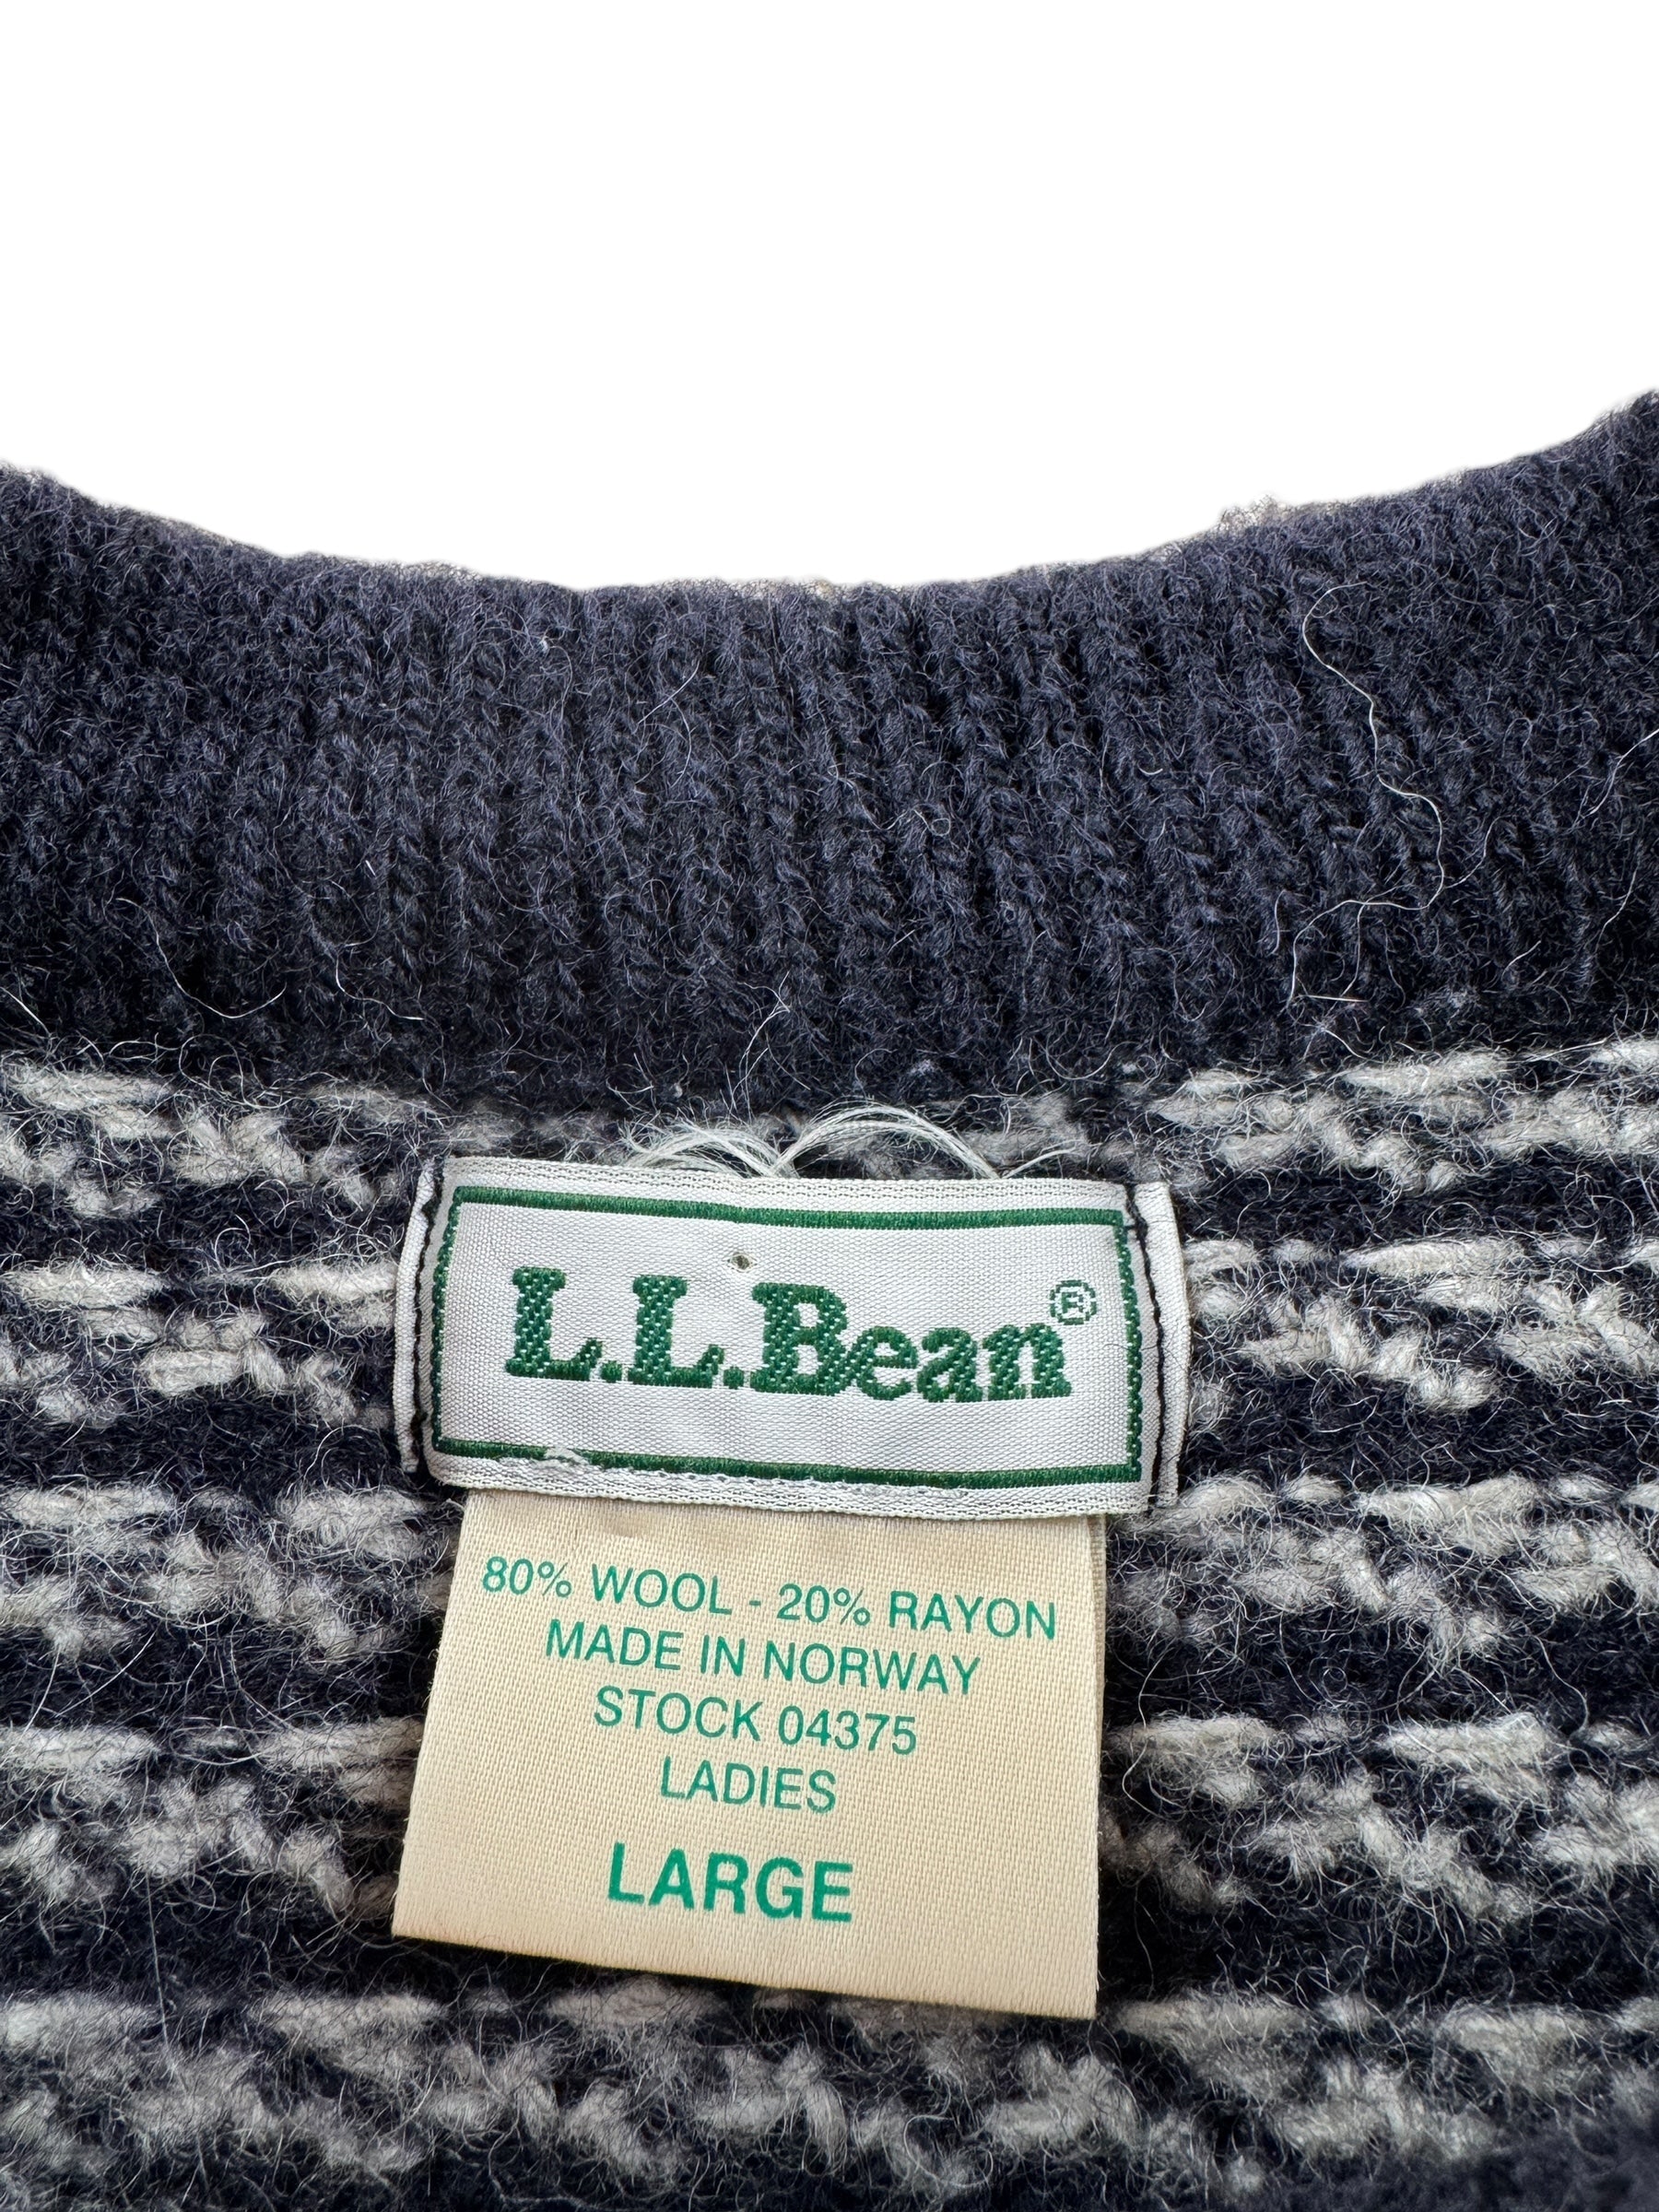 L.L.Bean®
80% WOOL - 20% RAYON
MADE IN NORWAY
STOCK 04375
LADIES
LARGE